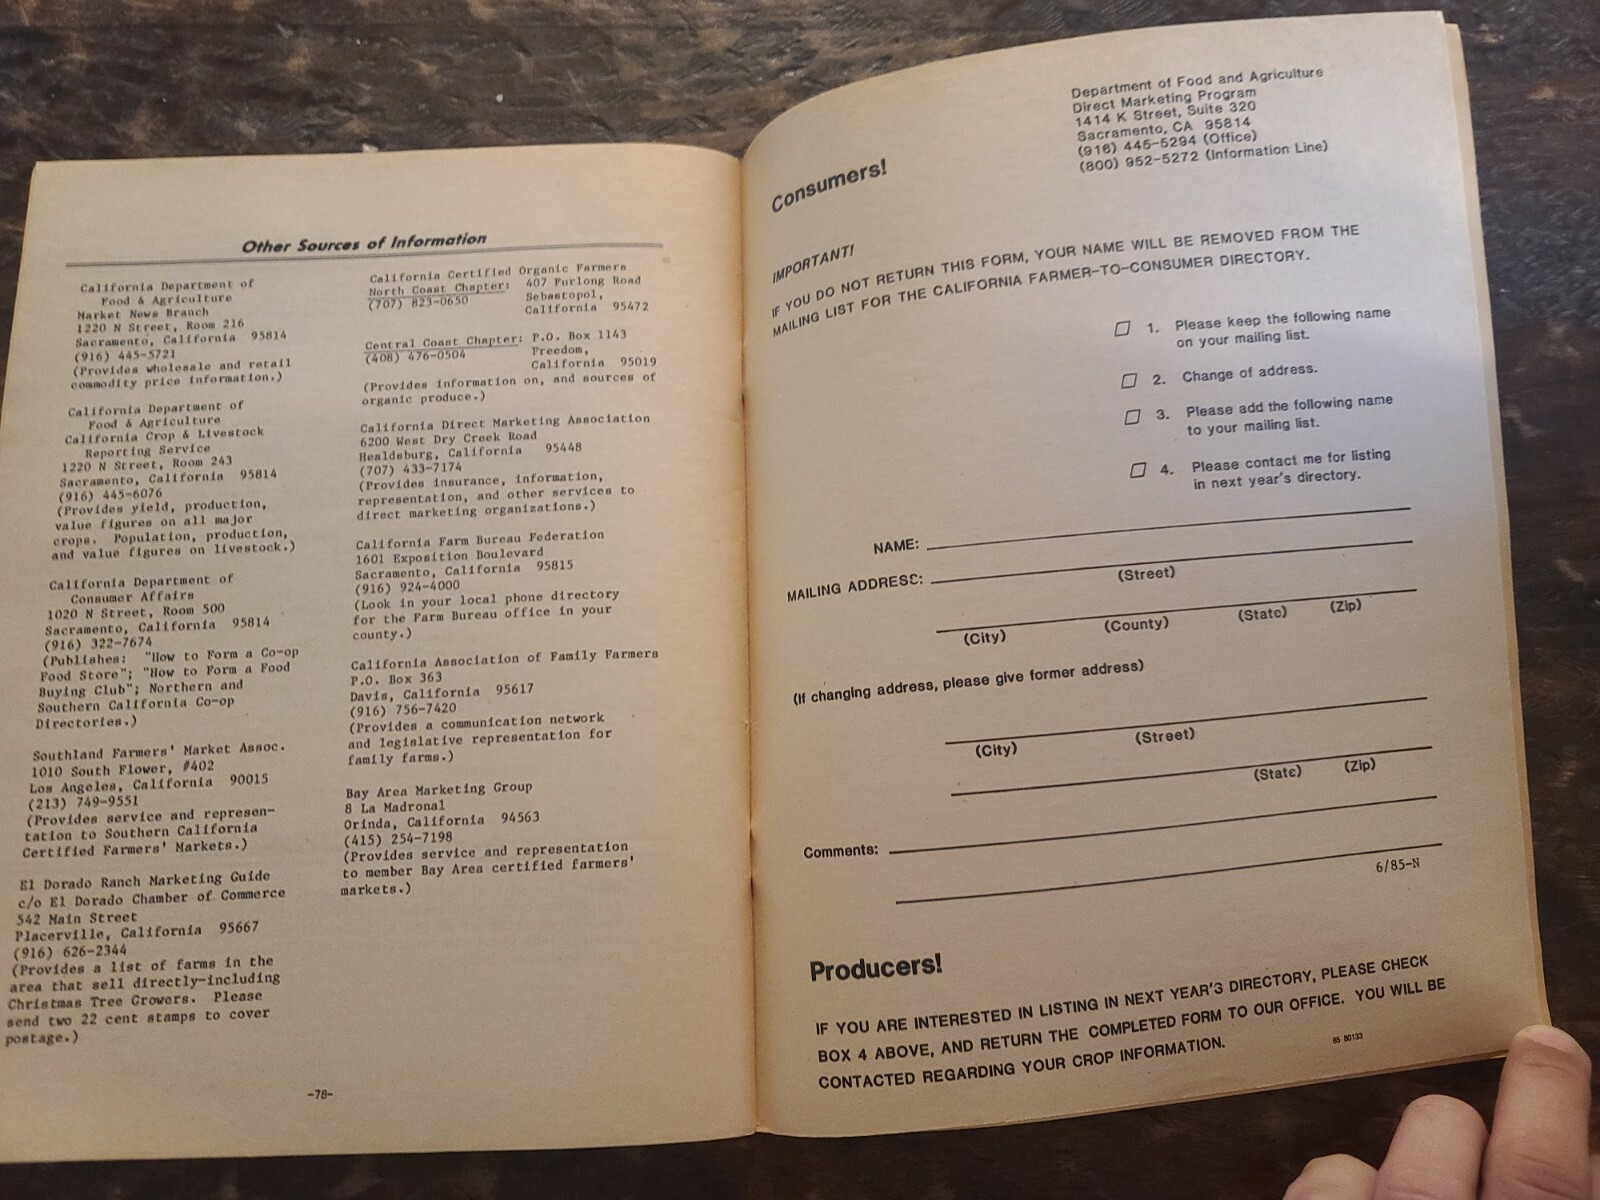 Other Sources of Information
California Department of
Food & Agriculture
Market News Branch
1220 N Street, Room 216
Sacramento, California 95814
(916) 445-5721
(Provides wholesale and retail
commodity price information.)
California Department of
Food & Agriculture
California Crop & Livestock
Reporting Service
1220 N Street, Room 243
Sacramento, California 95814
(916) 445-6076
(Provides yield, production,
value figures on all major
crops. Population, production,
and value figures on livestock.)
California Department of
Consumer Affairs
1020 N Street, Room 500
Sacramento, California 95814
(916) 322-7674
(Publishes: "How to Form a Co-op
Food Store"; "How to Form a Food
Buying Club"; Northern and
Southern California Co-op
Directories.)
Southland Farmers' Market Assoc.
1010 South Flower, #402
Los Angeles, California 90015
(213) 749-9551
(Provides service and represen-
tation to Southern California
Certified Farmers' Markets.)
El Dorado Ranch Marketing Guide
c/o El Dorado Chamber of Commerce
542 Main Street
Placerville, California 95667
(916) 626-2344
(Provides a list of farms in the
area that sell directly-including
Christmas Tree Growers. Please
send two 22 cent stamps to cover
postage.)
California Certified Organic Farmers
North Coast Chapter: 407 Furlong Road
(707) 823-0650 Sebastopol,
California 95472
Central Coast Chapter: P.O. Box 1143
(408) 476-0504 Freedom,
California 95019
(Provides information on, and sources of
organic produce.)
California Direct Marketing Association
6200 West Dry Creek Road
Healdsburg, California 95448
(707) 433-7174
(Provides insurance, information,
representation, and other services to
direct marketing organizations.)
California Farm Bureau Federation
1601 Exposition Boulevard
Sacramento, California 95815
(916) 924-4000
(Look in your local phone directory
for the Farm Bureau office in your
county.)
California Association of Family Farmers
P.O. Box 363
Davis, California 95617
(916) 756-7420
(Provides a communication network
and legislative representation for
family farms.)
Bay Area Marketing Group
8 La Madronal
Orinda, California 94563
(415) 254-7198
(Provides service and representation
to member Bay Area certified farmers'
markets.)
-78-
Department of Food and Agriculture
Direct Marketing Program
1414 K Street, Suite 320
Sacramento, CA 95814
(916) 445-5294 (Office)
(800) 952-5272 (Information Line)
Consumers!
IMPORTANT!
IF YOU DO NOT RETURN THIS FORM, YOUR NAME WILL BE REMOVED FROM THE
MAILING LIST FOR THE CALIFORNIA FARMER-TO-CONSUMER DIRECTORY.
1. Please keep the following name
on your mailing list.
2. Change of address.
3. Please add the following name
to your mailing list.
4. Please contact me for listing
in next year's directory.
NAME:
MAILING ADDRESS:
(Street)
(City) (County) (State) (Zip)
(If changing address, please give former address)
(City) (Street)
(State) (Zip)
Comments:
6/85-N
Producers!
IF YOU ARE INTERESTED IN LISTING IN NEXT YEAR'S DIRECTORY, PLEASE CHECK
BOX 4 ABOVE, AND RETURN THE COMPLETED FORM TO OUR OFFICE. YOU WILL BE
CONTACTED REGARDING YOUR CROP INFORMATION.
85 80133